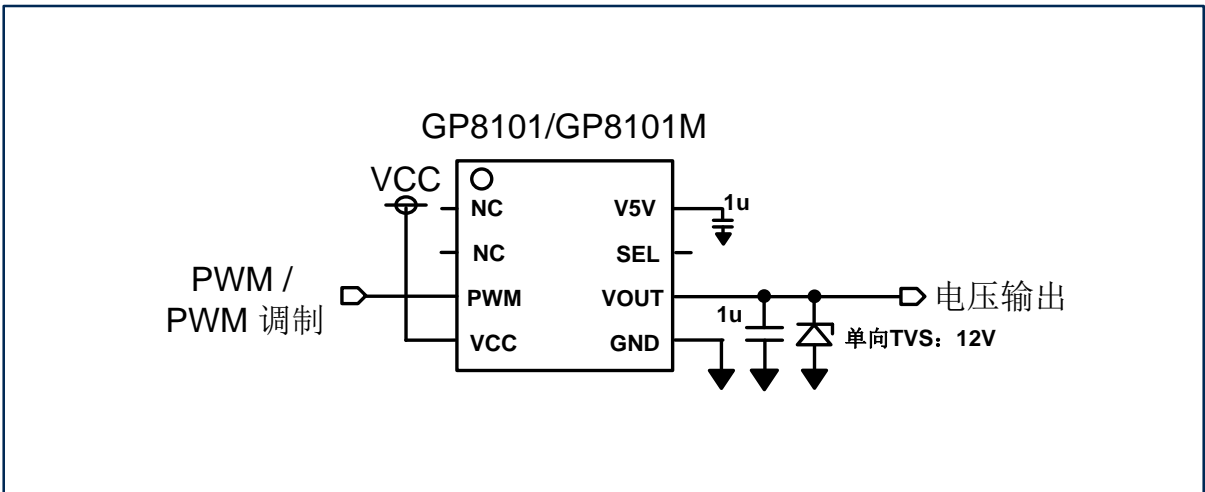 GP8101/GP8101M
VCC
NC
V5V
1u
NC
SEL
PWM /
PWM 调制
PWM
VOUT
电压输出
1u
VCC
GND
单向TVS：12V